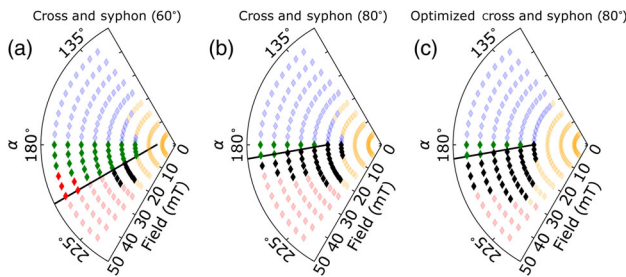 Cross and syphon (60°)
(a)
135°
α
180°
225°
50 40 30 20 10 0
Field (mT)
Cross and syphon (80°)
(b)
135°
α
180°
225°
50 40 30 20 10 0
Field (mT)
Optimized cross and syphon (80°)
(c)
135°
α
180°
225°
50 40 30 20 10 0
Field (mT)